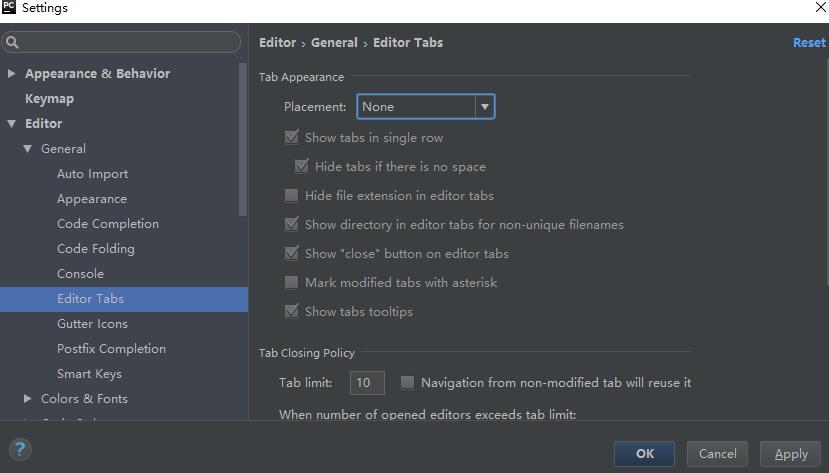 PC Settings
Editor › General › Editor Tabs
Reset
Appearance & Behavior
Keymap
Editor
General
Auto Import
Appearance
Code Completion
Code Folding
Console
Editor Tabs
Gutter Icons
Postfix Completion
Smart Keys
Colors & Fonts
Tab Appearance
Placement: None
Show tabs in single row
Hide tabs if there is no space
Hide file extension in editor tabs
Show directory in editor tabs for non-unique filenames
Show "close" button on editor tabs
Mark modified tabs with asterisk
Show tabs tooltips
Tab Closing Policy
Tab limit: 10 Navigation from non-modified tab will reuse it
When number of opened editors exceeds tab limit:
?
OK
Cancel
Apply